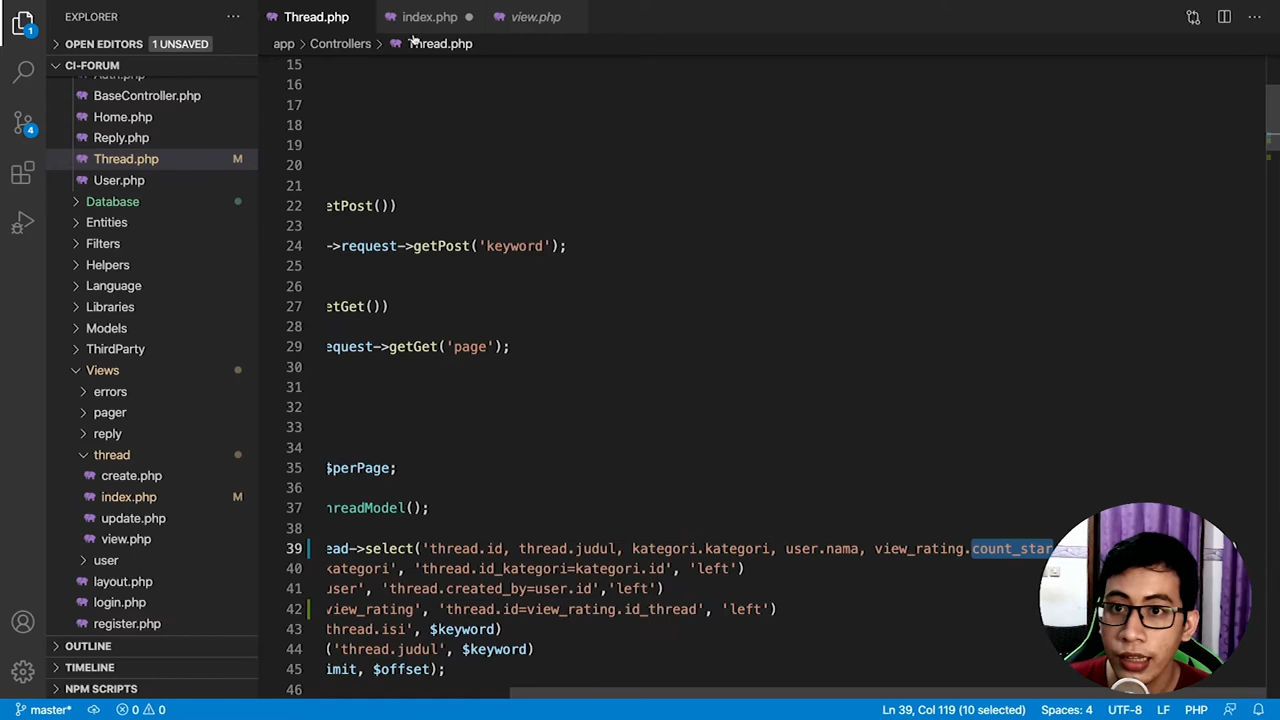 EXPLORER
Thread.php
index.php
view.php
OPEN EDITORS 1 UNSAVED
app > Controllers > Thread.php
CI-FORUM
BaseController.php
Home.php
Reply.php
Thread.php M
User.php
Database
Entities
Filters
Helpers
Language
Libraries
Models
ThirdParty
Views
errors
pager
reply
thread
create.php
index.php M
update.php
view.php
user
layout.php
login.php
register.php
OUTLINE
TIMELINE
NPM SCRIPTS
1
4
15
16
17
18
19
20
21
22 etPost())
23
24 ->request->getPost('keyword');
25
26
27 etGet())
28
29 equest->getGet('page');
30
31
32
33
34
35 $perPage;
36
37 hreadModel();
38
39 ead->select('thread.id, thread.judul, kategori.kategori, user.nama, view_rating.count_star
40 kategori', 'thread.id_kategori=kategori.id', 'left')
41 user', 'thread.created_by=user.id','left')
42 view_rating', 'thread.id=view_rating.id_thread', 'left')
43 thread.isi', $keyword)
44 ('thread.judul', $keyword)
45 imit, $offset);
46
master* 0 0 Ln 39, Col 119 (10 selected) Spaces: 4 UTF-8 LF PHP